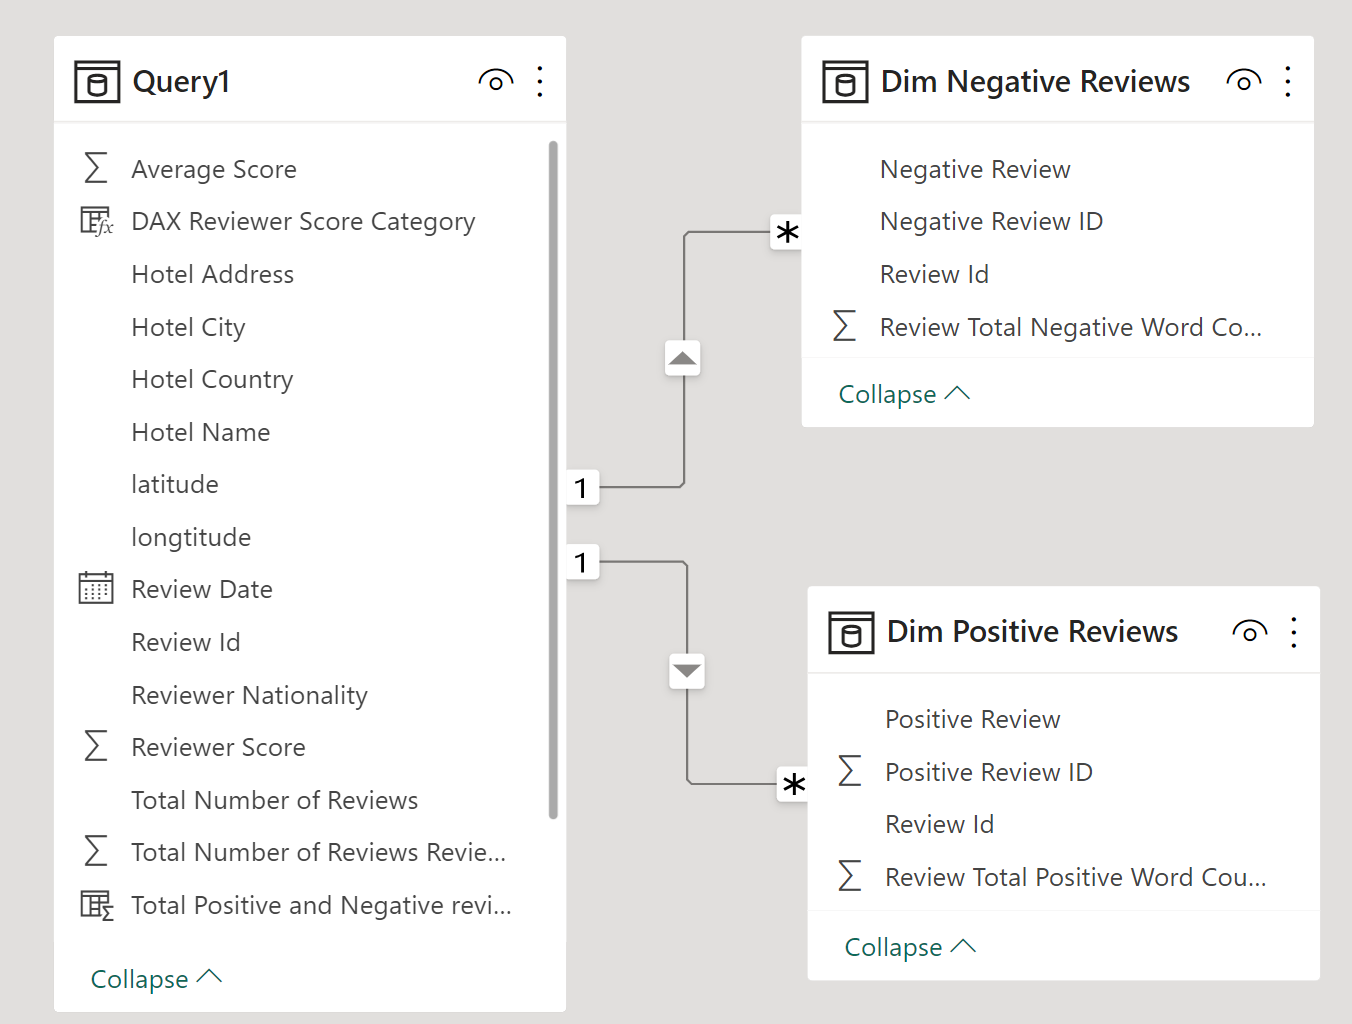 Query1
Average Score
DAX Reviewer Score Category
Hotel Address
Hotel City
Hotel Country
Hotel Name
latitude
longtitude
Review Date
Review Id
Reviewer Nationality
Reviewer Score
Total Number of Reviews
Total Number of Reviews Revie...
Total Positive and Negative revi...
Collapse
1
1
*
*
Dim Negative Reviews
Negative Review
Negative Review ID
Review Id
Review Total Negative Word Co...
Collapse
Dim Positive Reviews
Positive Review
Positive Review ID
Review Id
Review Total Positive Word Cou...
Collapse